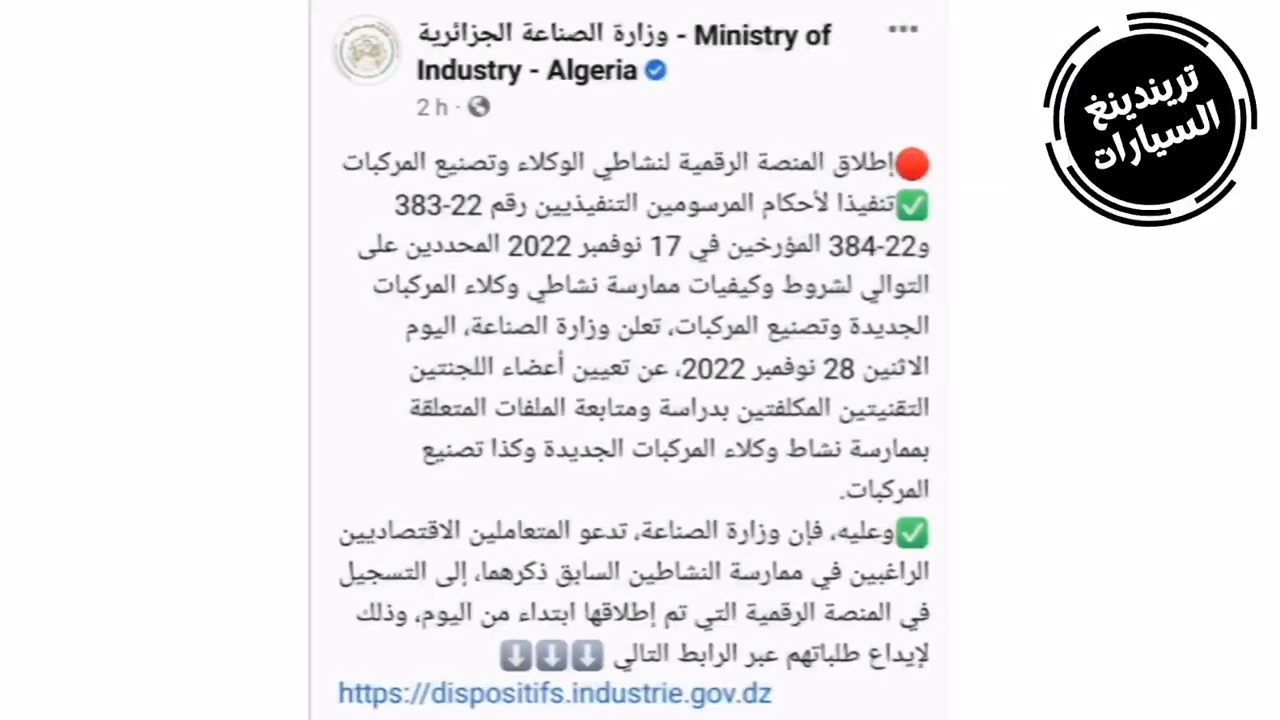 وزارة الصناعة الجزائرية - Ministry of
Industry - Algeria
2 h ·
🔴إطلاق المنصة الرقمية لنشاطي الوكلاء وتصنيع المركبات
✅تنفيذا لأحكام المرسومين التنفيذيين رقم 22-383
و22-384 المؤرخين في 17 نوفمبر 2022 المحددين على
التوالي لشروط وكيفيات ممارسة نشاطي وكلاء المركبات
الجديدة وتصنيع المركبات، تعلن وزارة الصناعة، اليوم
الاثنين 28 نوفمبر 2022، عن تعيين أعضاء اللجنتين
التقنيتين المكلفتين بدراسة ومتابعة الملفات المتعلقة
بممارسة نشاط وكلاء المركبات الجديدة وكذا تصنيع
المركبات.
✅وعليه، فإن وزارة الصناعة، تدعو المتعاملين الاقتصاديين
الراغبين في ممارسة النشاطين السابق ذكرهما، إلى التسجيل
في المنصة الرقمية التي تم إطلاقها ابتداء من اليوم، وذلك
لإيداع طلباتهم عبر الرابط التالي ⬇️⬇️⬇️
https://dispositifs.industrie.gov.dz
تريندينغ
السيارات